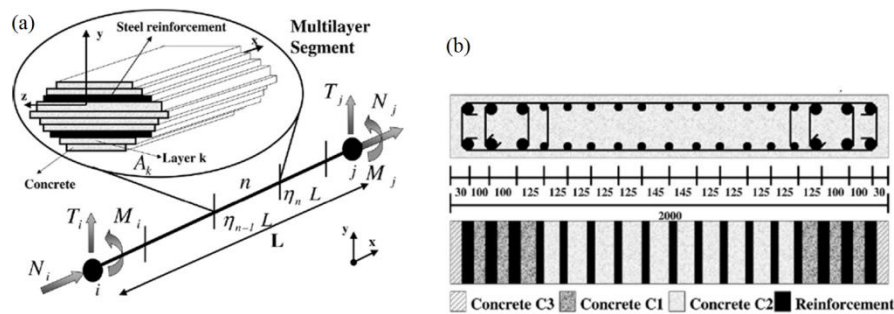 (a)
Steel reinforcement
y
z
x
Multilayer
Segment
Layer k
A_k
Concrete
T_j
N_j
j
M_j
n
η_n L
η_{n-1} L
L
T_i
M_i
N_i
i
y
x
(b)
30 100 100 125 125 125 125 145 145 125 125 125 125 100 100 30
2000
Concrete C3 Concrete C1 Concrete C2 Reinforcement